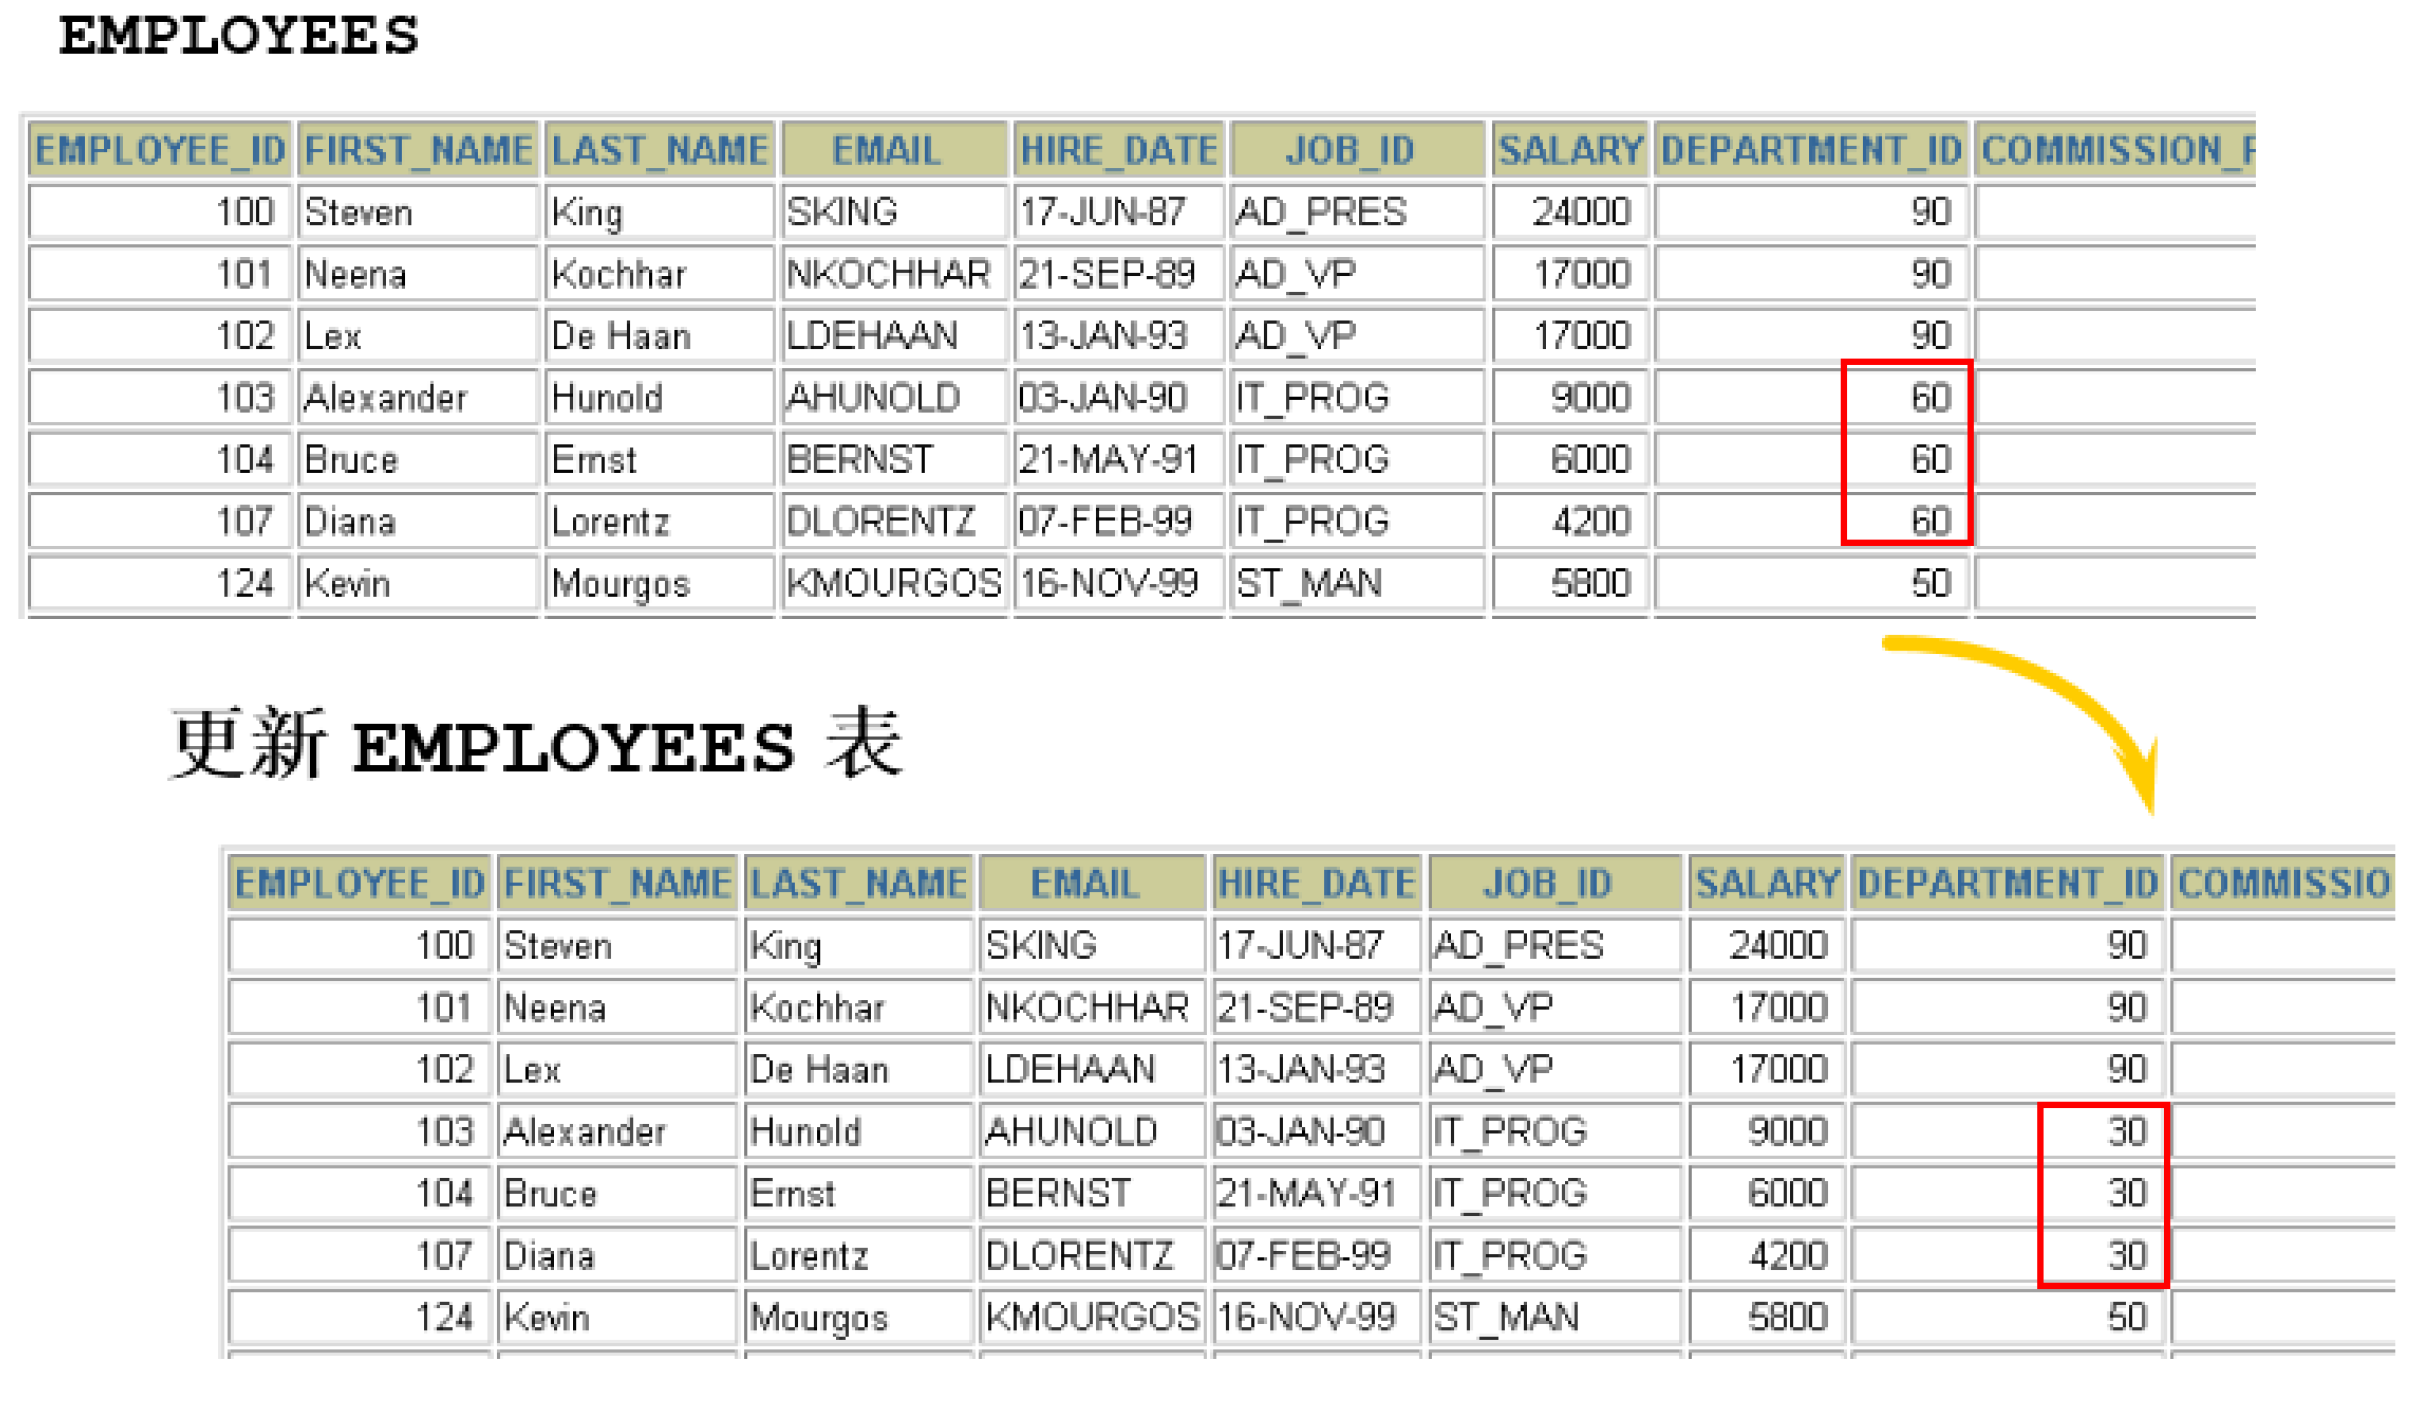 EMPLOYEES
EMPLOYEE_ID FIRST_NAME LAST_NAME EMAIL HIRE_DATE JOB_ID SALARY DEPARTMENT_ID COMMISSION_P
100 Steven King SKING 17-JUN-87 AD_PRES 24000 90
101 Neena Kochhar NKOCHHAR 21-SEP-89 AD_VP 17000 90
102 Lex De Haan LDEHAAN 13-JAN-93 AD_VP 17000 90
103 Alexander Hunold AHUNOLD 03-JAN-90 IT_PROG 9000 60
104 Bruce Ernst BERNST 21-MAY-91 IT_PROG 6000 60
107 Diana Lorentz DLORENTZ 07-FEB-99 IT_PROG 4200 60
124 Kevin Mourgos KMOURGOS 16-NOV-99 ST_MAN 5800 50
更新 EMPLOYEES 表
EMPLOYEE_ID FIRST_NAME LAST_NAME EMAIL HIRE_DATE JOB_ID SALARY DEPARTMENT_ID COMMISSIO
100 Steven King SKING 17-JUN-87 AD_PRES 24000 90
101 Neena Kochhar NKOCHHAR 21-SEP-89 AD_VP 17000 90
102 Lex De Haan LDEHAAN 13-JAN-93 AD_VP 17000 90
103 Alexander Hunold AHUNOLD 03-JAN-90 IT_PROG 9000 30
104 Bruce Ernst BERNST 21-MAY-91 IT_PROG 6000 30
107 Diana Lorentz DLORENTZ 07-FEB-99 IT_PROG 4200 30
124 Kevin Mourgos KMOURGOS 16-NOV-99 ST_MAN 5800 50